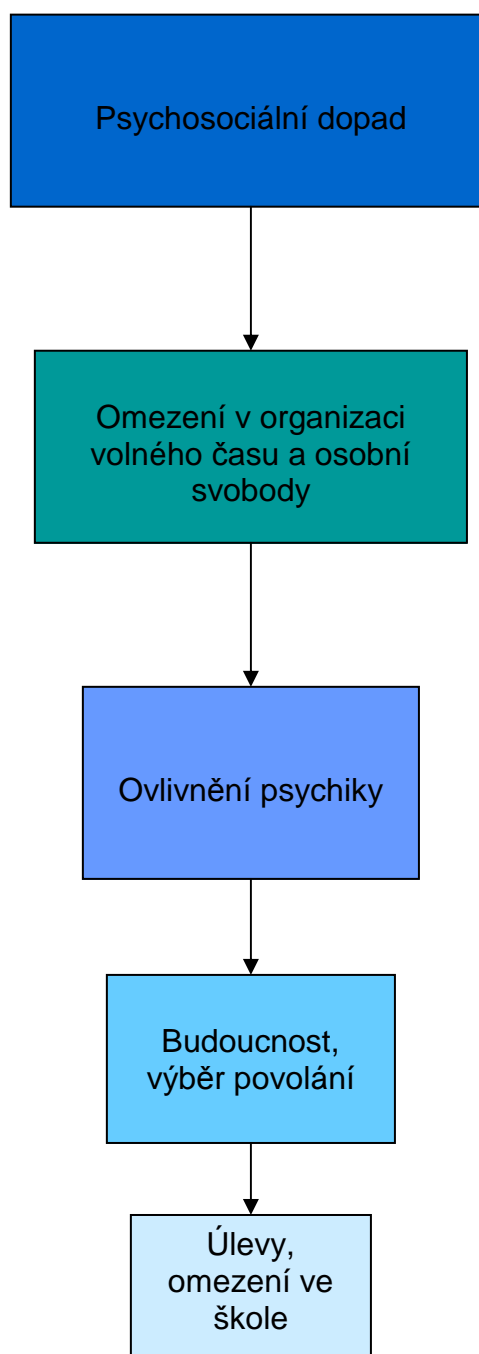 Psychosociální dopad
Omezení v organizaci
volného času a osobní
svobody
Ovlivnění psychiky
Budoucnost,
výběr povolání
Úlevy,
omezení ve
škole